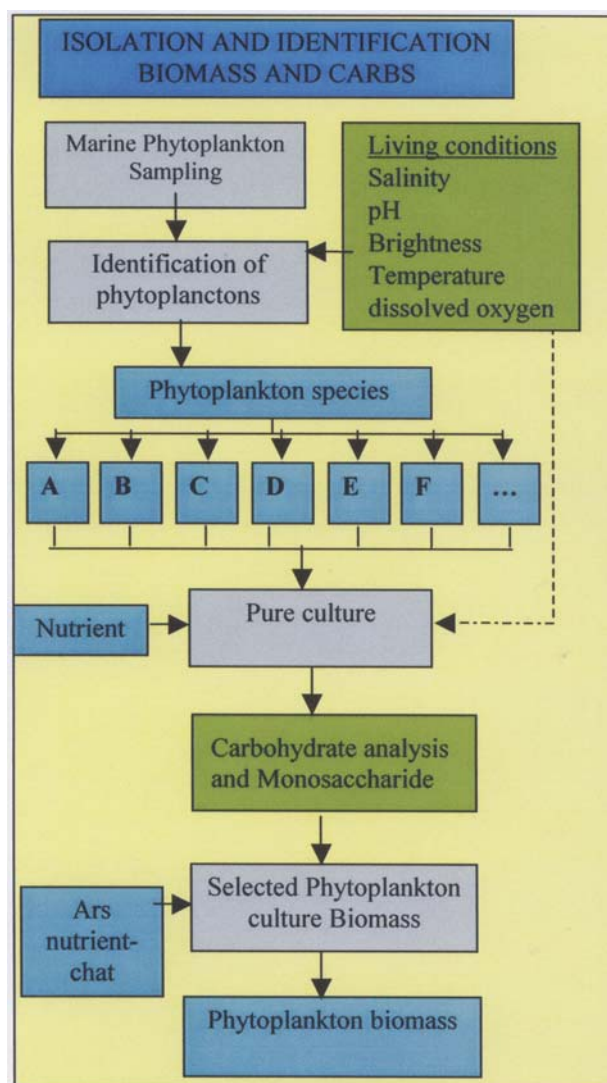 ISOLATION AND IDENTIFICATION
BIOMASS AND CARBS
Marine Phytoplankton
Sampling
Living conditions
Salinity
pH
Brightness
Temperature
dissolved oxygen
Identification of
phytoplanctons
Phytoplankton species
A B C D E F ...
Pure culture
Nutrient
Carbohydrate analysis
and Monosaccharide
Selected Phytoplankton
culture Biomass
Ars
nutrient-
chat
Phytoplankton biomass